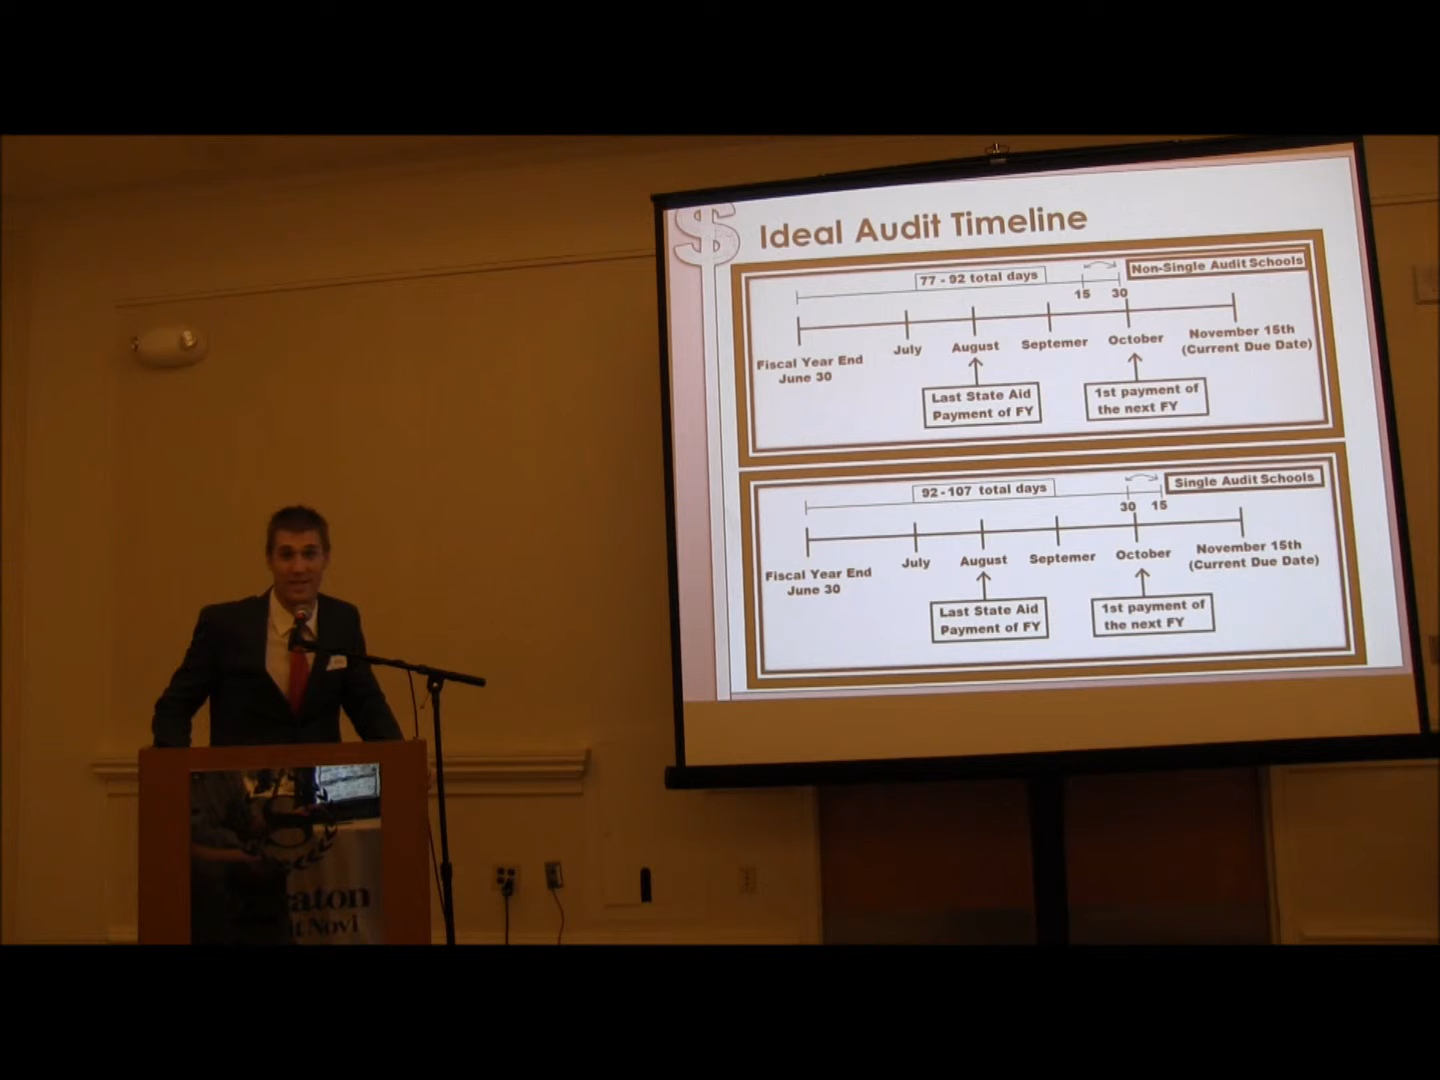 Ideal Audit Timeline
77 - 92 total days
Non-Single Audit Schools
15 30
Fiscal Year End
June 30
July
August
Septemer
October
November 15th
(Current Due Date)
Last State Aid
Payment of FY
1st payment of
the next FY
92 - 107 total days
Single Audit Schools
30 15
Fiscal Year End
June 30
July
August
Septemer
October
November 15th
(Current Due Date)
Last State Aid
Payment of FY
1st payment of
the next FY
raton
it Novi